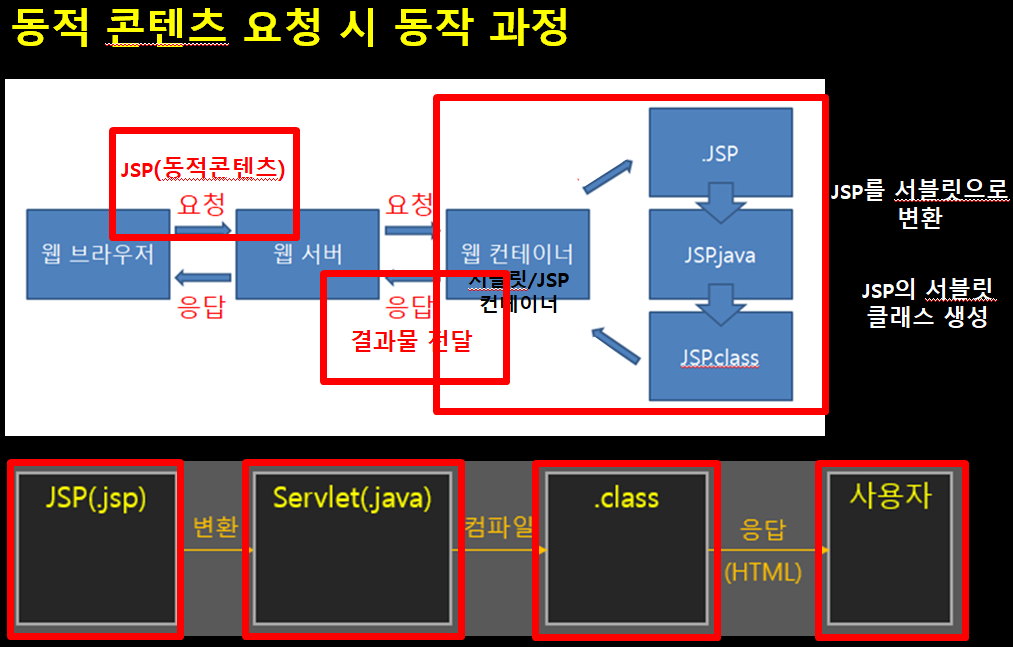 동적 콘텐츠 요청 시 동작 과정
JSP(동적콘텐츠)
요청
요청
웹 브라우저
웹 서버
웹 컨테이너
서블릿/JSP
컨테이너
응답
응답
결과물 전달
.JSP
JSP.java
JSP.class
JSP를 서블릿으로
변환
JSP의 서블릿
클래스 생성
JSP(.jsp)
변환
Servlet(.java)
컴파일
.class
응답
(HTML)
사용자